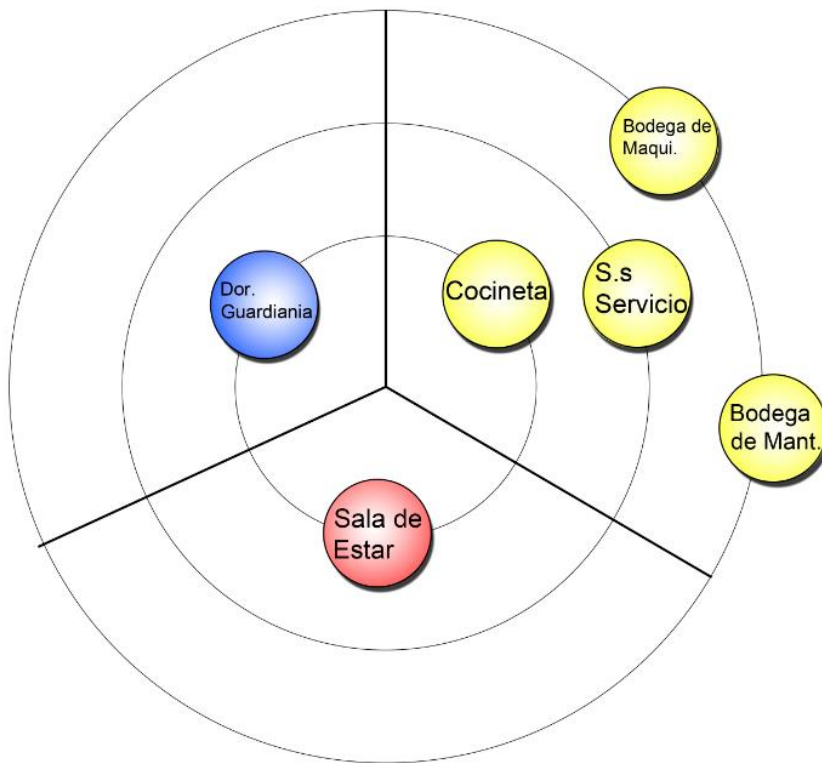 Bodega de
Maqui.
Dor.
Guardiania
Cocineta
S.s
Servicio
Bodega
de Mant.
Sala de
Estar